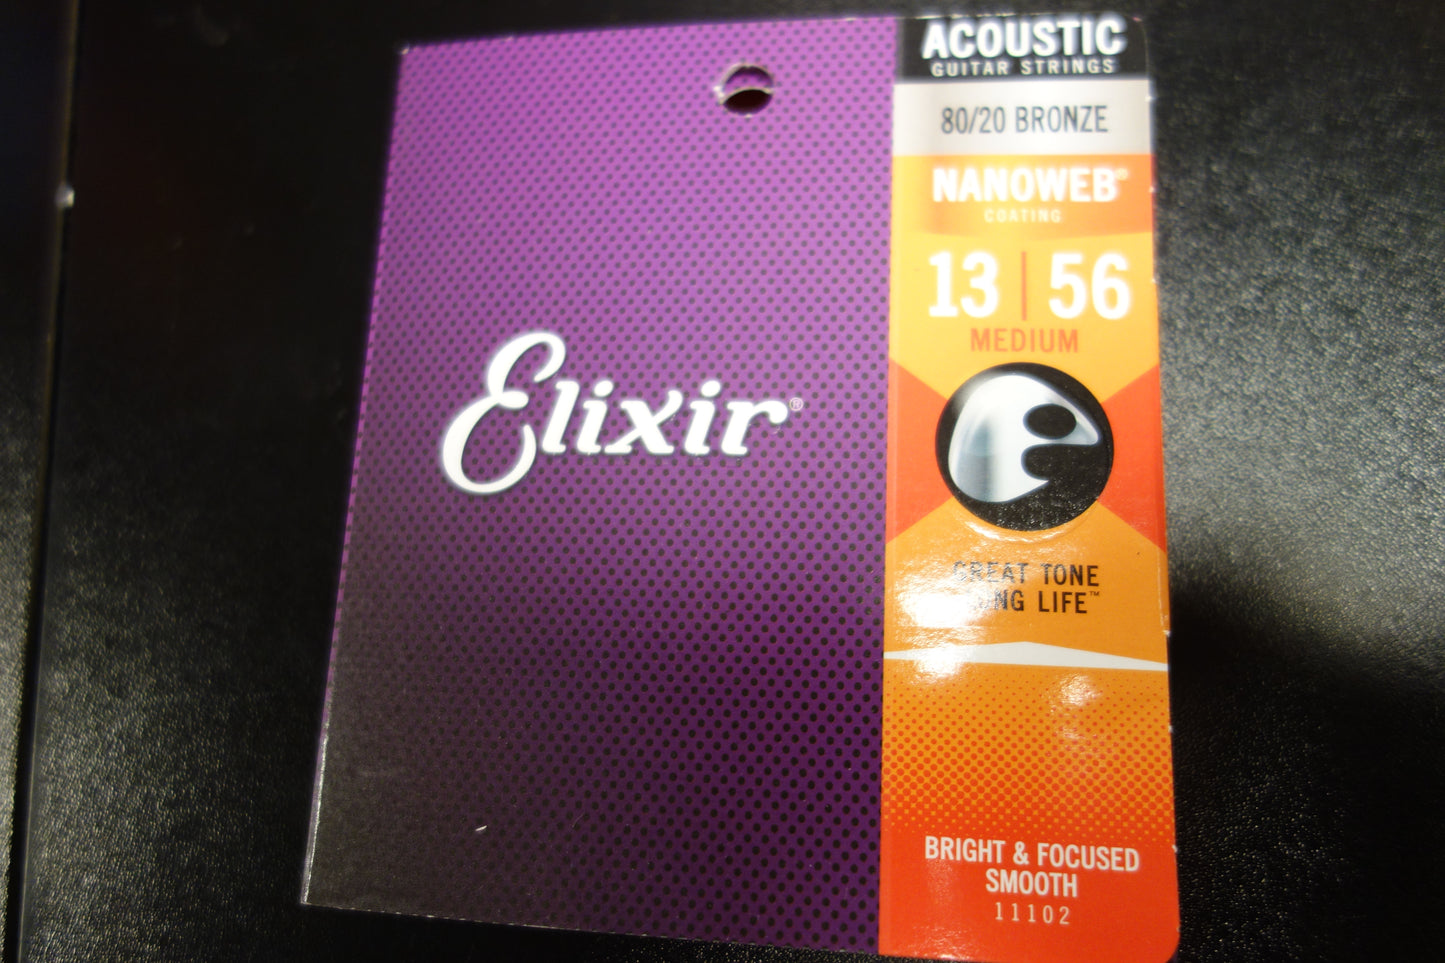 Elixir®
ACOUSTIC
GUITAR STRINGS
80/20 BRONZE
NANOWEB®
COATING
13 | 56
MEDIUM
GREAT TONE
LONG LIFE™
BRIGHT & FOCUSED
SMOOTH
11102